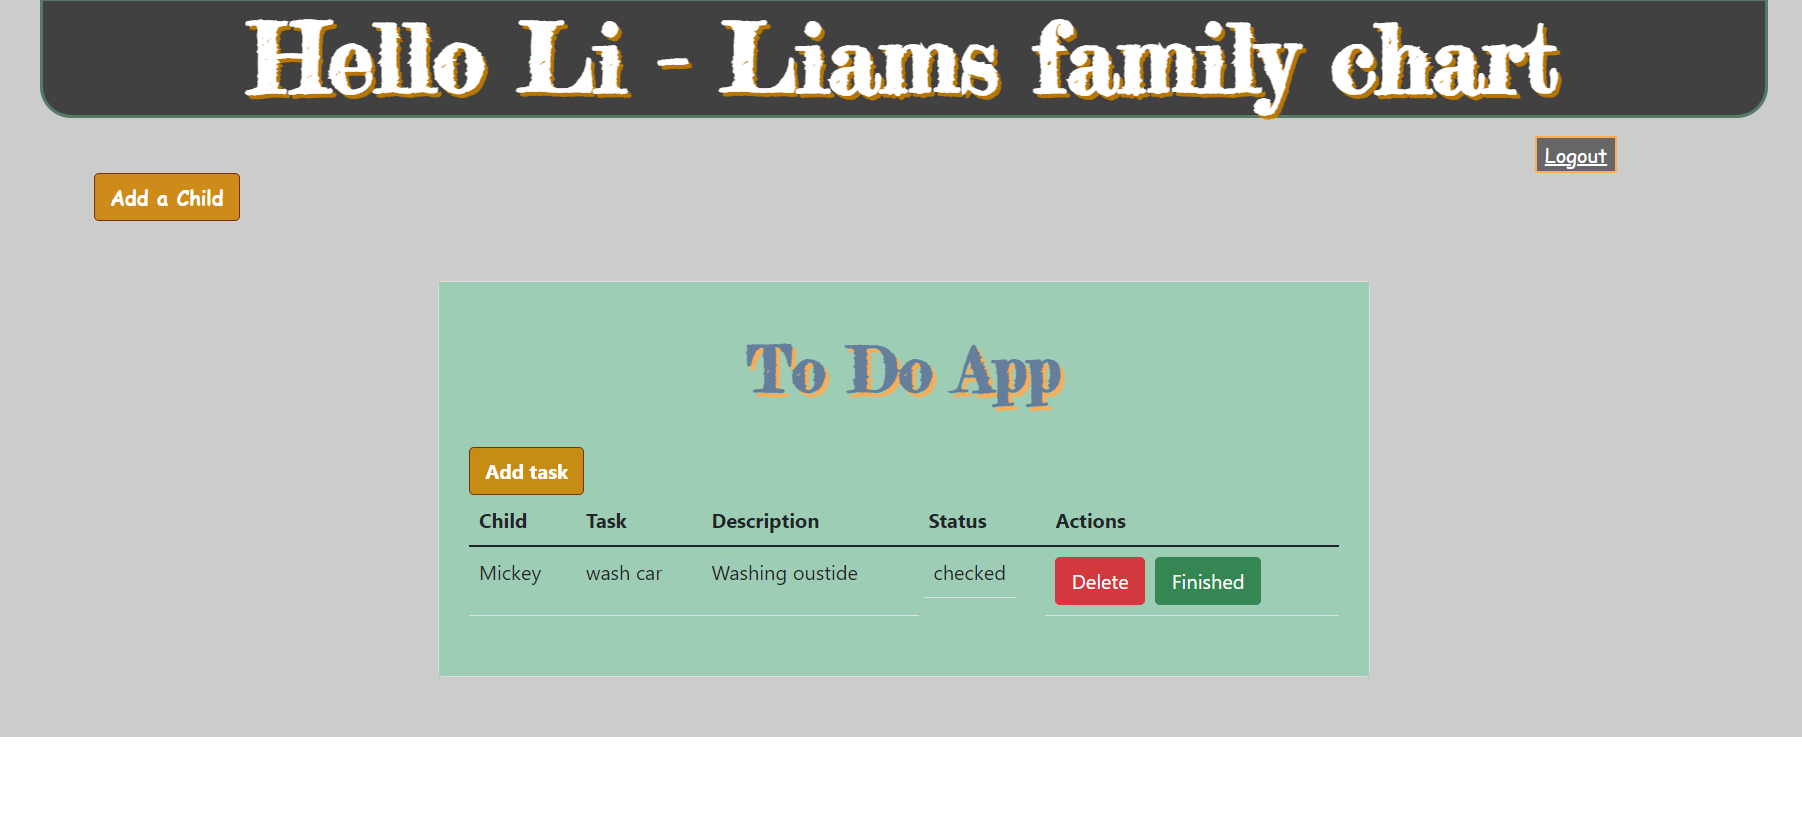 Hello Li - Liams family chart
Logout
Add a Child
To Do App
Add task
Child Task Description Status Actions
Mickey wash car Washing oustide checked Delete Finished